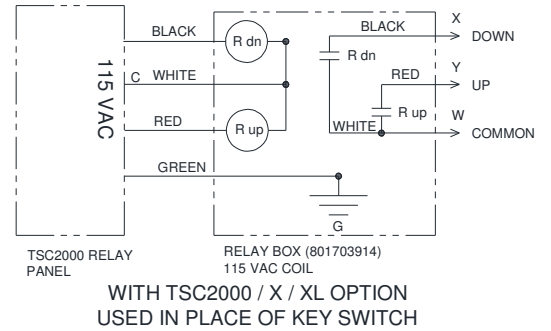 BLACK
R dn
BLACK
X
DOWN
R dn
115 VAC
C WHITE
RED
Y
UP
RED
R up
R up
WHITE
W
COMMON
GREEN
G
TSC2000 RELAY
PANEL
RELAY BOX (801703914)
115 VAC COIL
WITH TSC2000 / X / XL OPTION
USED IN PLACE OF KEY SWITCH